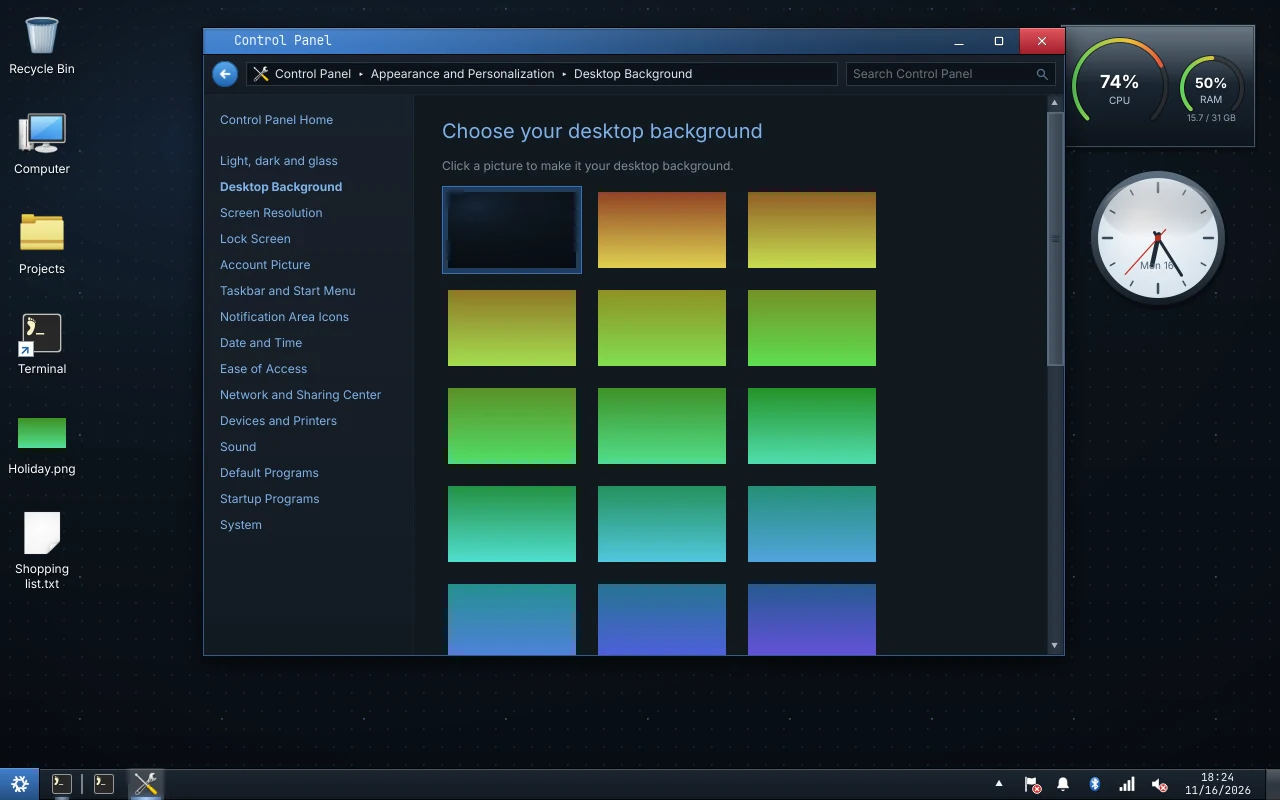 Recycle Bin
Computer
Projects
Terminal
Holiday.png
Shopping
list.txt
Control Panel
Control Panel ▸ Appearance and Personalization ▸ Desktop Background
Search Control Panel
Control Panel Home
Light, dark and glass
Desktop Background
Screen Resolution
Lock Screen
Account Picture
Taskbar and Start Menu
Notification Area Icons
Date and Time
Ease of Access
Network and Sharing Center
Devices and Printers
Sound
Default Programs
Startup Programs
System
Choose your desktop background
Click a picture to make it your desktop background.
74%
CPU
50%
RAM
15.7 / 31 GB
Mon 16
18:24
11/16/2026